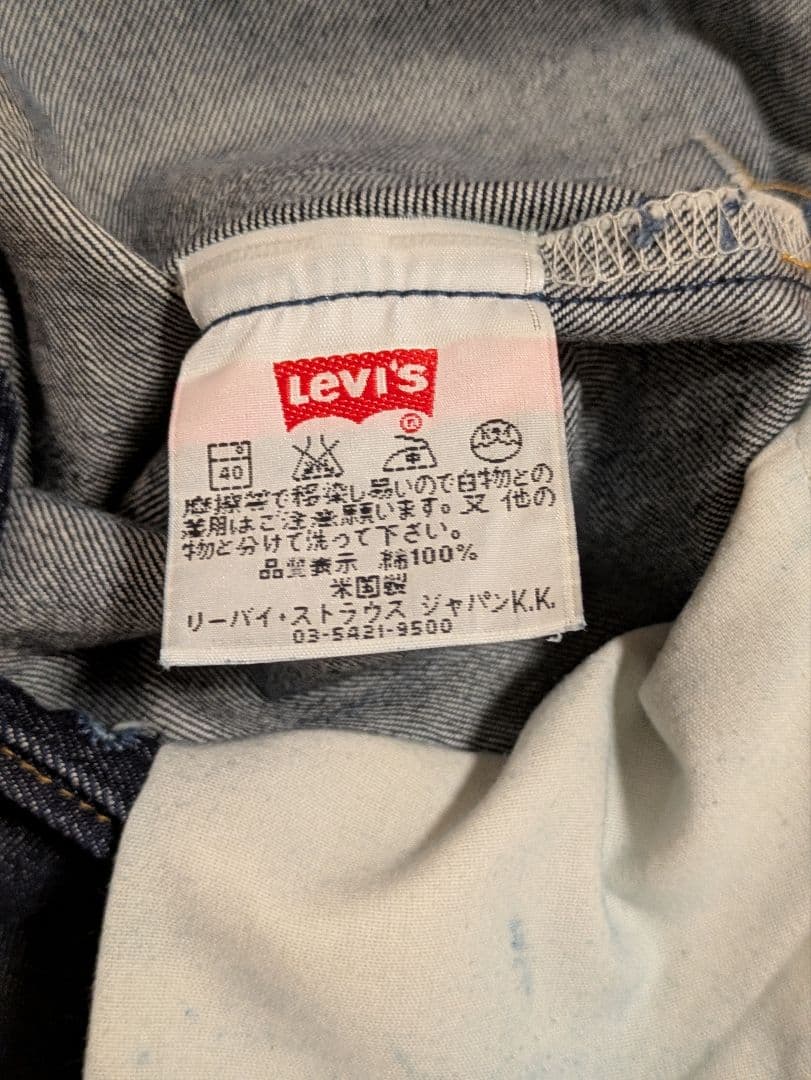 LEVI'S
R
40
摩擦等で移染し易いので白物との
着用はご注意願います。又 他の
物と分けて洗って下さい。
品質表示 綿100%
米国製
リーバイ・ストラウス ジャパンK.K.
03-5421-9500